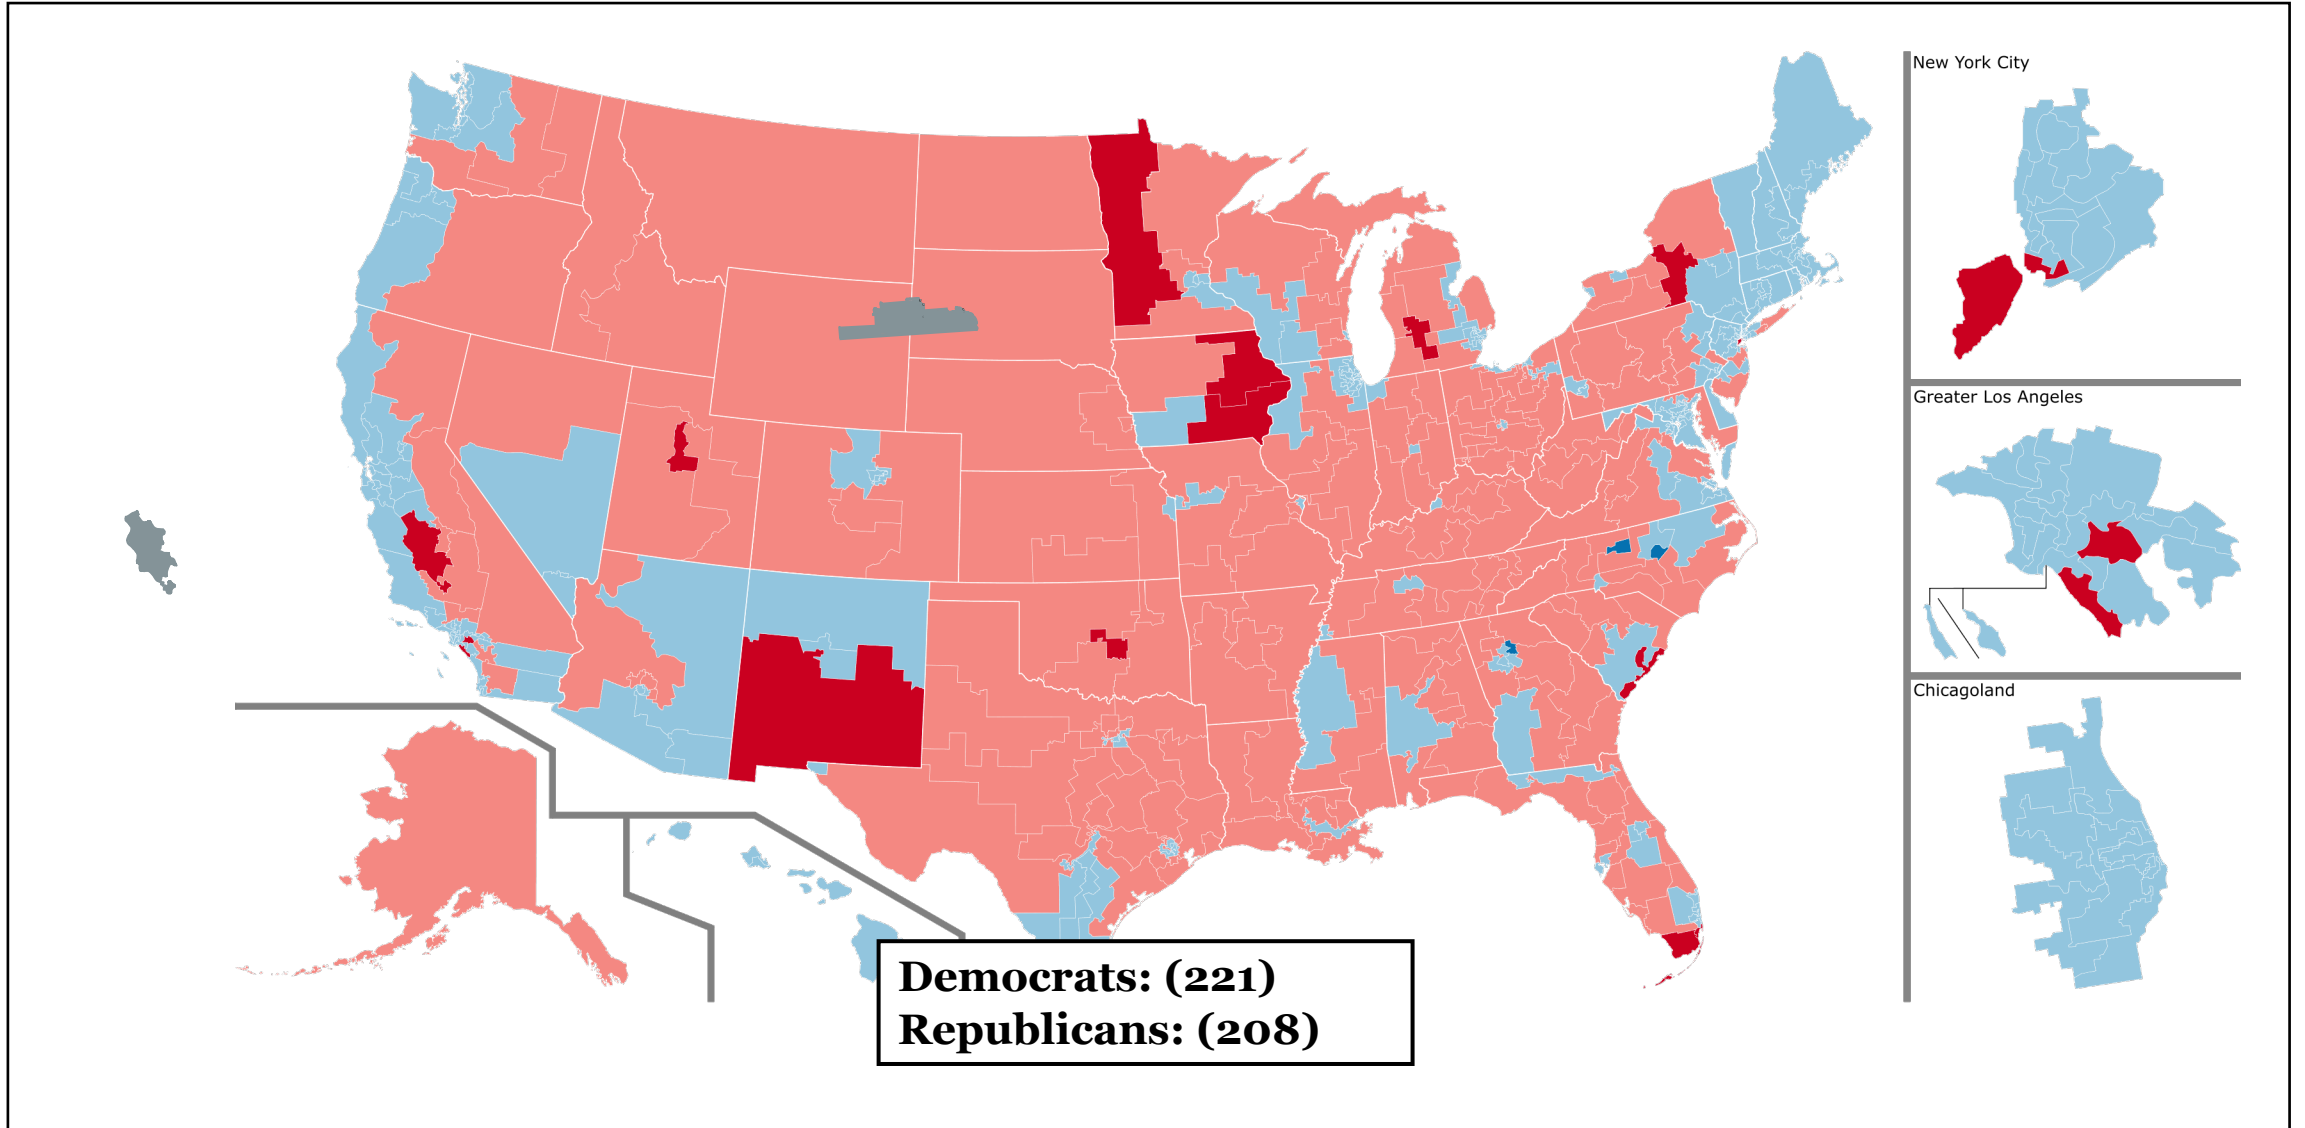 New York City
Greater Los Angeles
Chicagoland
Democrats: (221)
Republicans: (208)